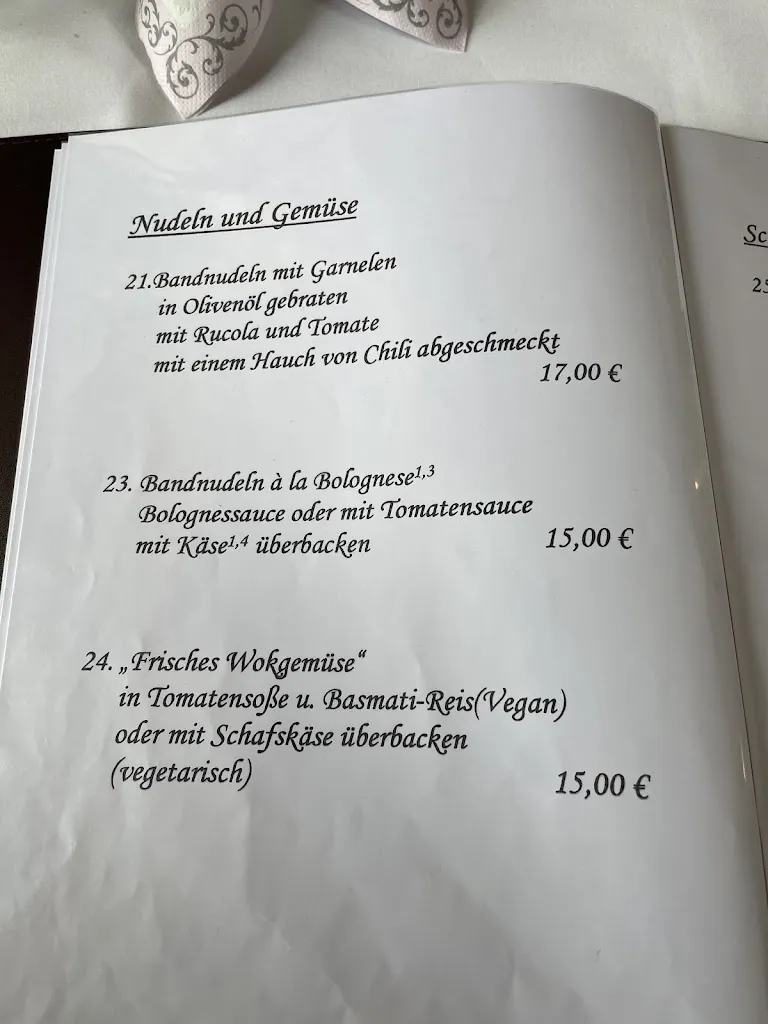 Nudeln und Gemüse
21.Bandnudeln mit Garnelen
in Olivenöl gebraten
mit Rucola und Tomate
mit einem Hauch von Chili abgeschmeckt
17,00 €
23. Bandnudeln à la Bolognese1,3
Bolognessauce oder mit Tomatensauce
mit Käse1,4 überbacken
15,00 €
24. „Frisches Wokgemüse“
in Tomatensoße u. Basmati-Reis(Vegan)
oder mit Schafskäse überbacken
(vegetarisch)
15,00 €